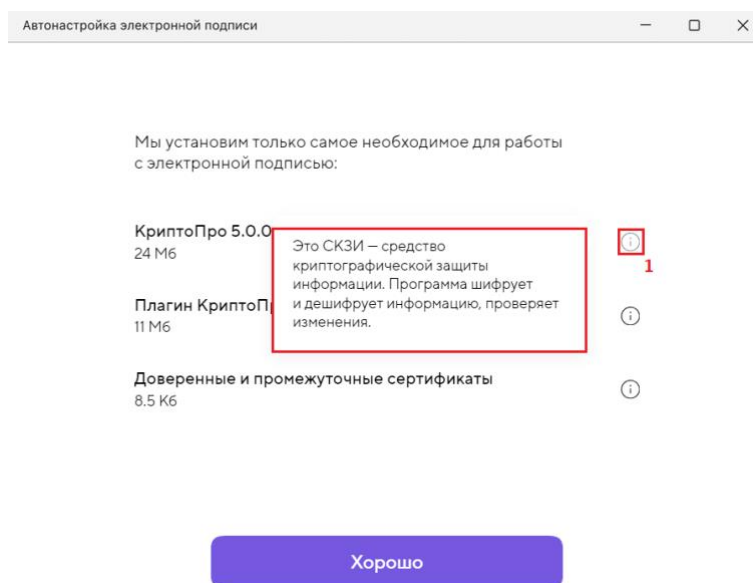 Автонастройка электронной подписи
Мы установим только самое необходимое для работы
с электронной подписью:
КриптоПро 5.0.0
24 Мб
Это СКЗИ — средство
криптографической защиты
информации. Программа шифрует
и дешифрует информацию, проверяет
изменения.
1
Плагин КриптоП
11 Мб
Доверенные и промежуточные сертификаты
8.5 Кб
Хорошо